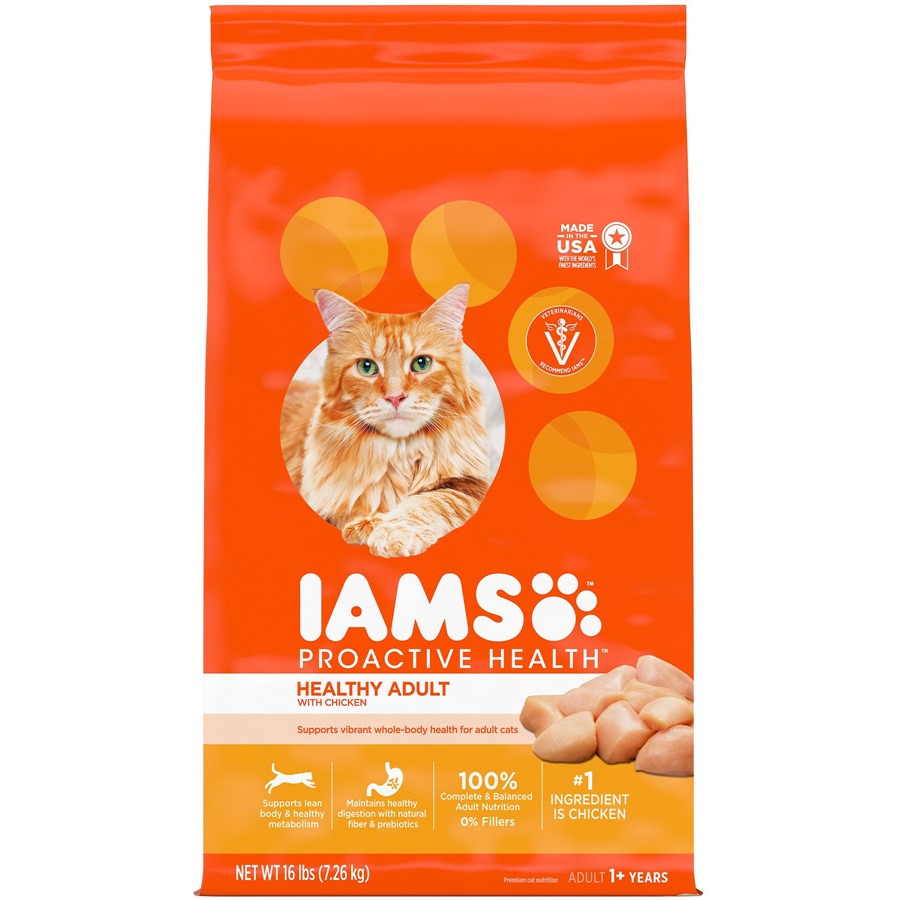 MADE
IN THE
USA
WITH THE WORLD'S
FINEST INGREDIENTS
VETERINARIANS
RECOMMEND IAMS™
IAMS™
PROACTIVE HEALTH™
HEALTHY ADULT
WITH CHICKEN
Supports vibrant whole-body health for adult cats
Supports lean
body & healthy
metabolism
Maintains healthy
digestion with natural
fiber & prebiotics
100%
Complete & Balanced
Adult Nutrition
0% Fillers
#1
INGREDIENT
IS CHICKEN
NET WT 16 lbs (7.26 kg)
Premium cat nutrition
ADULT 1+ YEARS